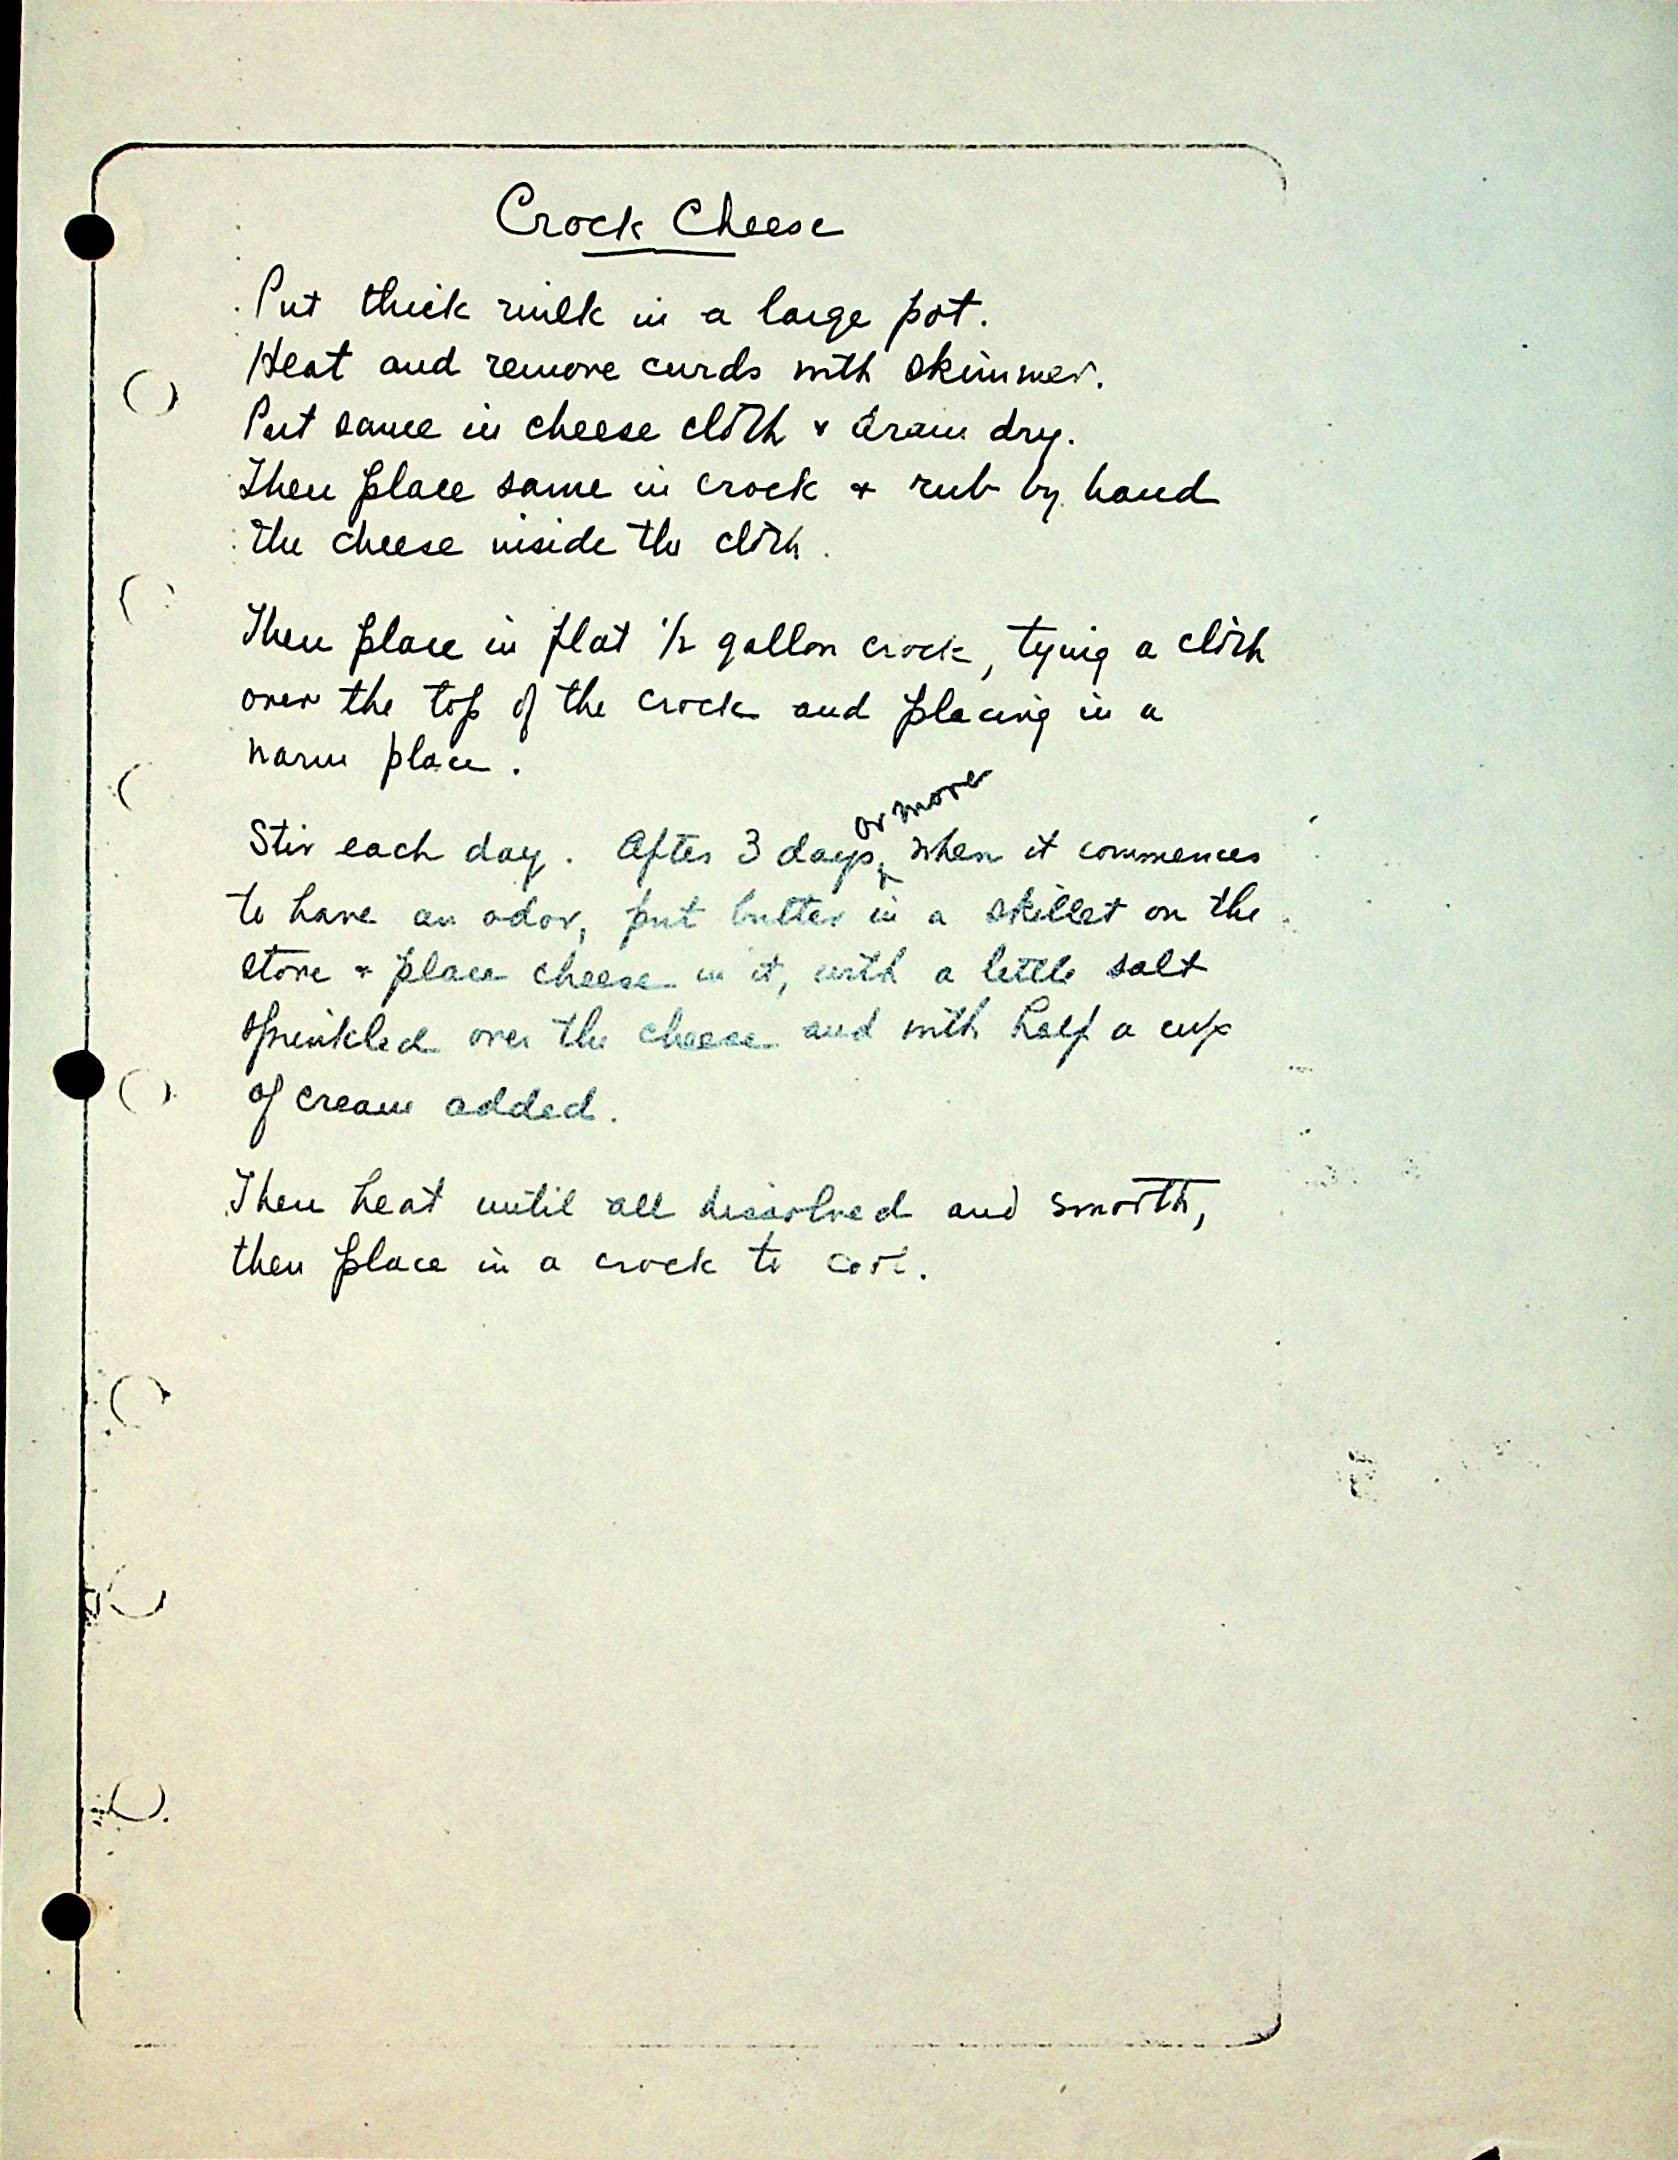 Crock Cheese
Put thick milk in a large pot.
Heat and remove curds with skimmer.
Put same in cheese cloth & drain dry.
Then place same in crock & rub by hand
the cheese inside the cloth.
Then place in flat 1/2 gallon crock, tying a cloth
over the top of the crock and placing in a
warm place.
or more
Stir each day. After 3 days, when it commences
to have an odor, put butter in a skillet on the
stove & place cheese in it, with a little salt
sprinkled over the cheese and with half a cup
of cream added.
Then heat until all dissolved and smooth,
then place in a crock to cool.